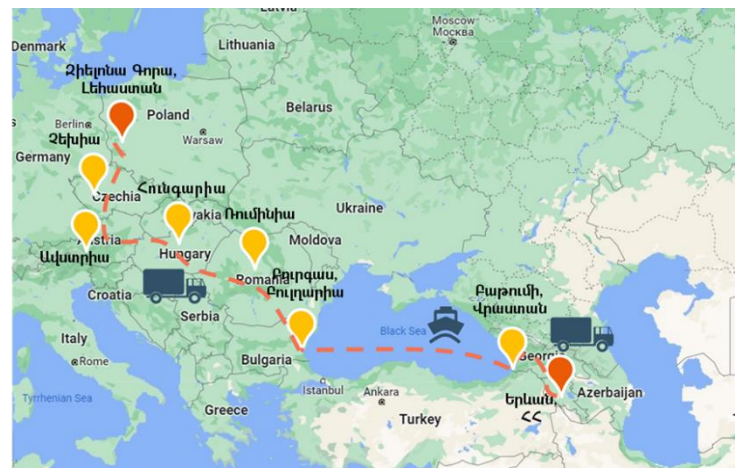 Latvia
Moscow
Москва
Denmark
Lithuania
Զիելոնա Գորա,
Լեհաստան
Berlin
Poland
Belarus
Warsaw
Չեխիա
Germany
Czechia
Հունգարիա
Ռումինիա
Ukraine
Austria
Moldova
Ավստրիա
Hungary
Romania
Բուրգաս,
Բուլղարիա
Բաթումի,
Վրաստան
Croatia
Serbia
Italy
Black Sea
Rome
Bulgaria
Georgia
Istanbul
Ankara
Azerbaijan
Tyrrhenian Sea
Greece
Turkey
Երևան,
ՀՀ